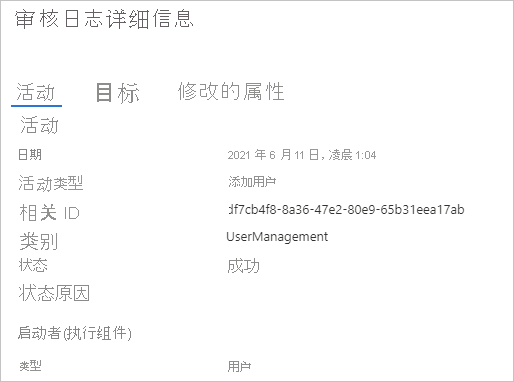 审核日志详细信息
活动 目标 修改的属性
活动
日期 2021 年 6 月 11 日，凌晨 1:04
活动类型 添加用户
相关 ID df7cb4f8-8a36-47e2-80e9-65b31eea17ab
类别 UserManagement
状态 成功
状态原因
启动者(执行组件)
类型 用户